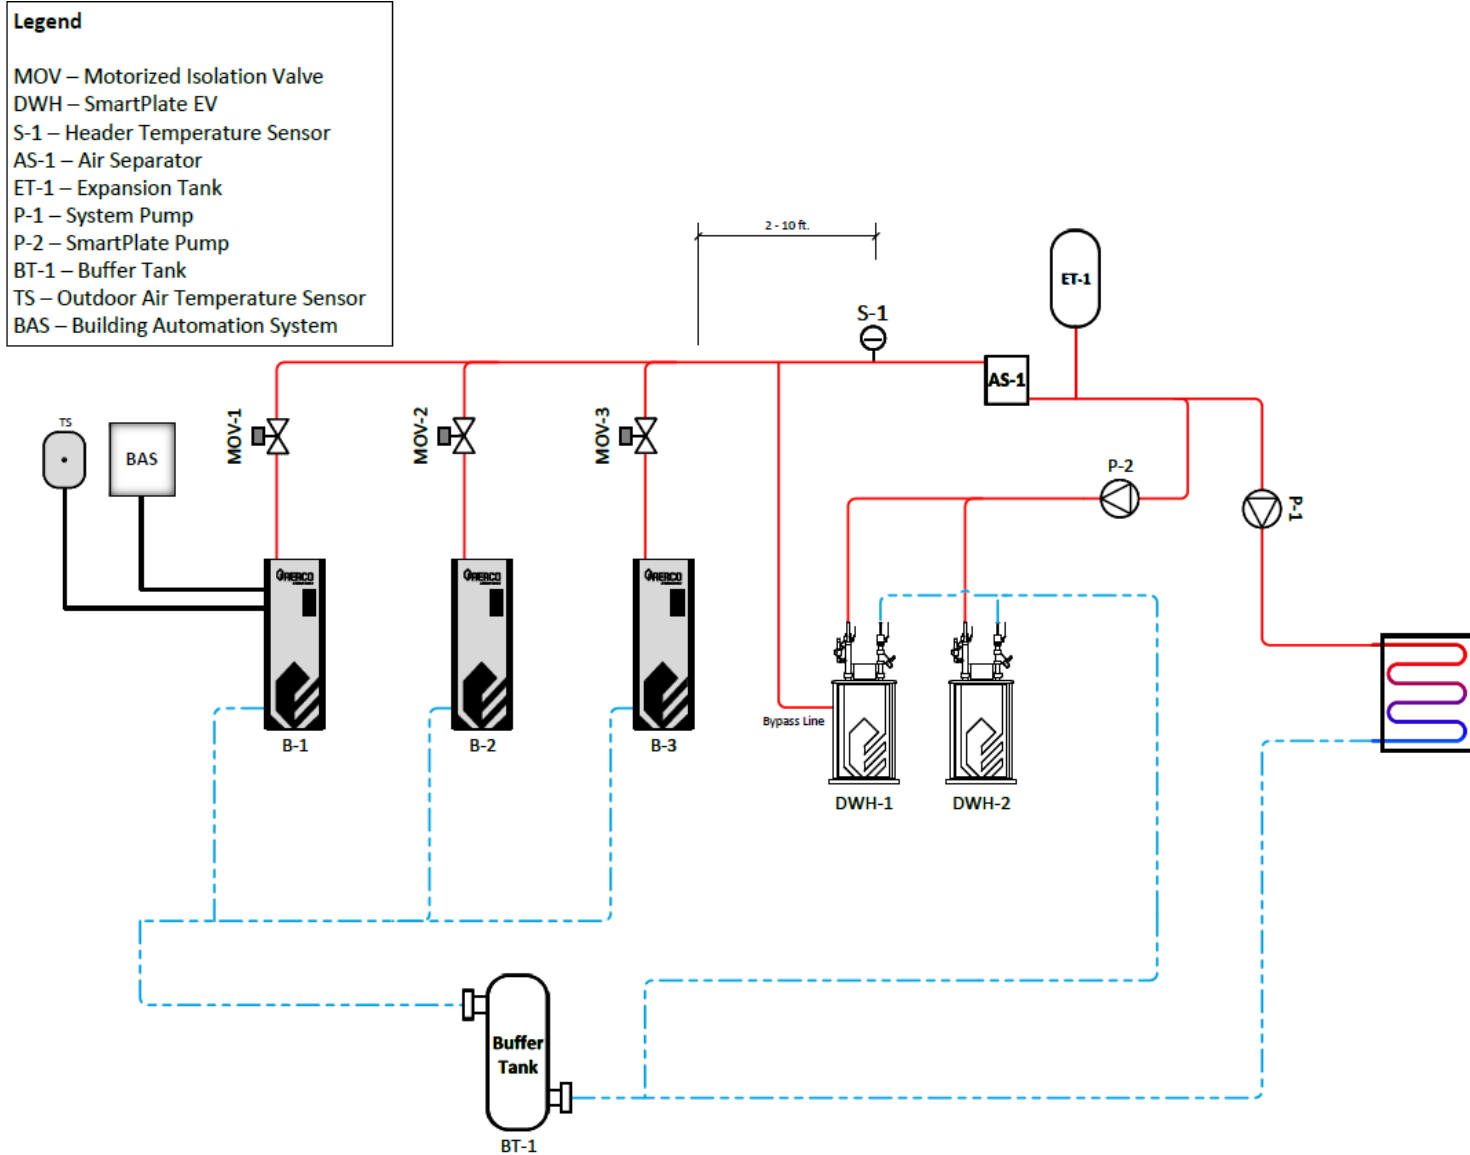 Legend
MOV – Motorized Isolation Valve
DWH – SmartPlate EV
S-1 – Header Temperature Sensor
AS-1 – Air Separator
ET-1 – Expansion Tank
P-1 – System Pump
P-2 – SmartPlate Pump
BT-1 – Buffer Tank
TS – Outdoor Air Temperature Sensor
BAS – Building Automation System
2 - 10 ft.
ET-1
S-1
AS-1
MOV-1
MOV-2
MOV-3
TS
BAS
P-2
P-1
AERCO
AERCO
AERCO
Bypass Line
B-1
B-2
B-3
DWH-1
DWH-2
Buffer
Tank
BT-1